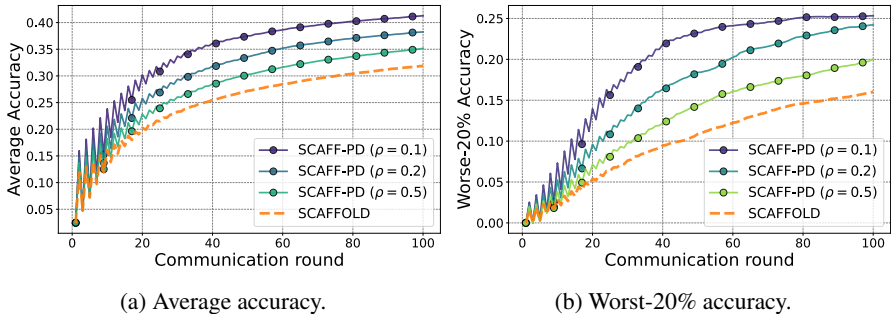 Average Accuracy
0.40
0.35
0.30
0.25
0.20
0.15
0.10
0.05
SCAFF-PD (ρ = 0.1)
SCAFF-PD (ρ = 0.2)
SCAFF-PD (ρ = 0.5)
SCAFFOLD
0 20 40 60 80 100
Communication round
(a) Average accuracy.
Worse-20% Accuracy
0.25
0.20
0.15
0.10
0.05
0.00
SCAFF-PD (ρ = 0.1)
SCAFF-PD (ρ = 0.2)
SCAFF-PD (ρ = 0.5)
SCAFFOLD
0 20 40 60 80 100
Communication round
(b) Worst-20% accuracy.